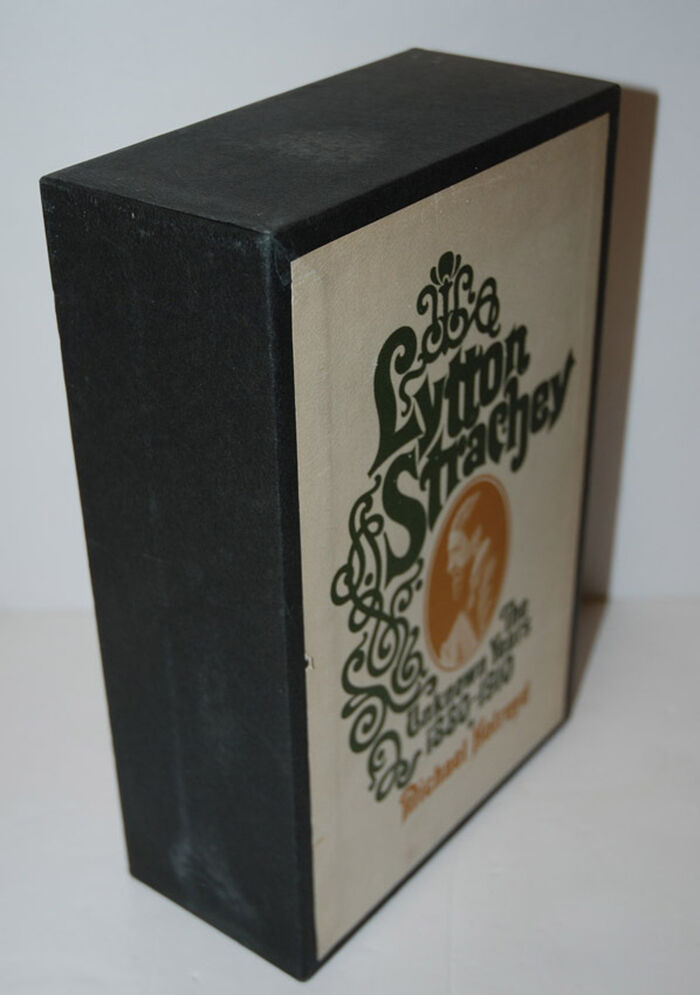 Lytton
Strachey
The
Unknown Years
1880-1910
Michael Holroyd